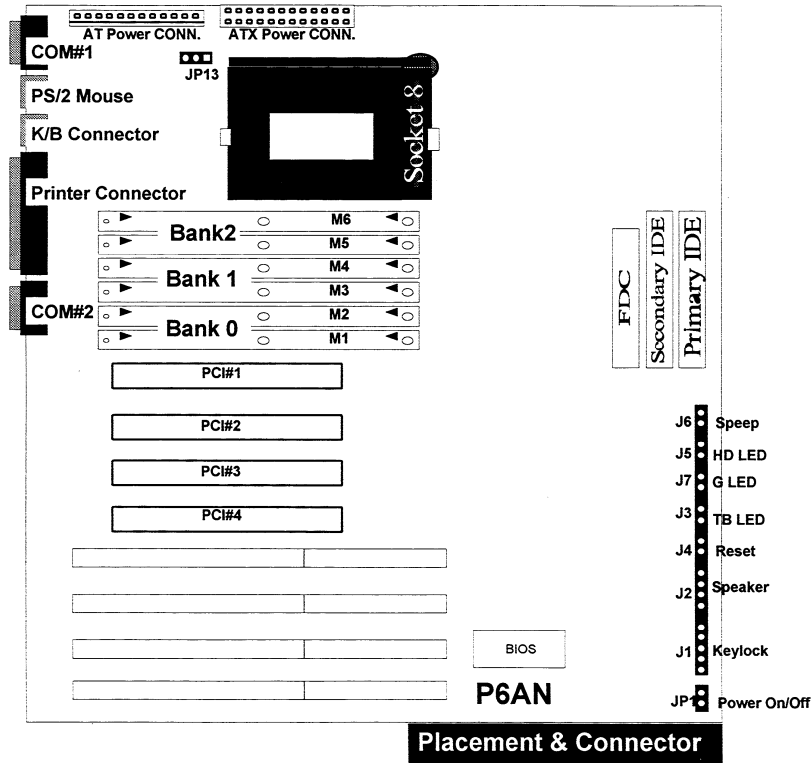 AT Power CONN.
ATX Power CONN.
COM#1
JP13
PS/2 Mouse
K/B Connector
Socket 8
Printer Connector
M6
Bank2
M5
M4
Bank 1
M3
COM#2
M2
Bank 0
M1
FDC
Sccondary IDE
Primary IDE
PCI#1
PCI#2
PCI#3
PCI#4
J6 Speep
J5 HD LED
J7 G LED
J3 TB LED
J4 Reset
J2 Speaker
J1 Keylock
JP1 Power On/Off
BIOS
P6AN
Placement & Connector